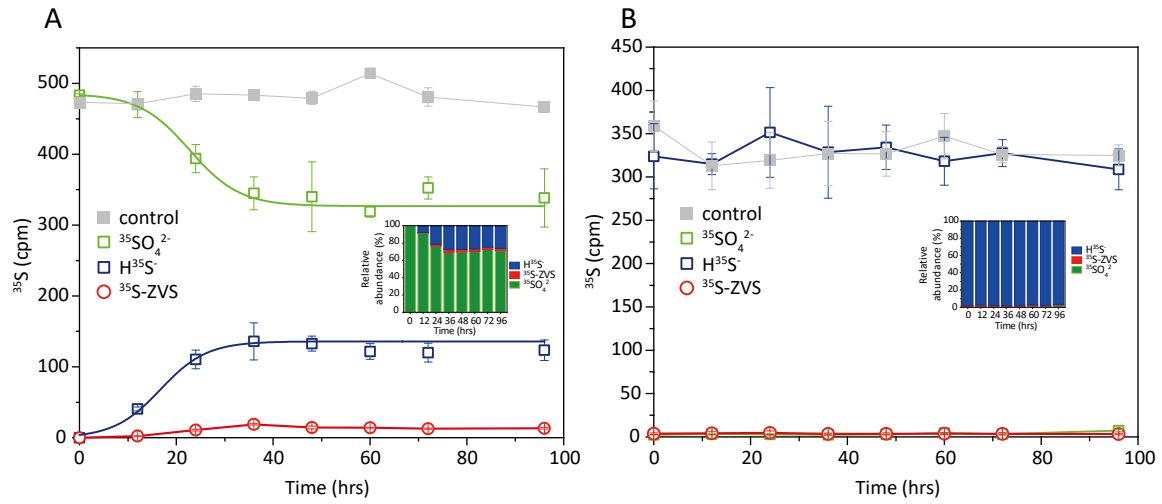 A
³⁵S (cpm)
500
400
300
200
100
0
0 20 40 60 80 100
Time (hrs)
control
³⁵SO₄²⁻
H³⁵S⁻
³⁵S-ZVS
Relative
abundance (%)
100
80
60
40
20
0
0 12 24 36 48 60 72 96
Time (hrs)
H³⁵S⁻
³⁵S-ZVS
³⁵SO₄²
B
³⁵S (cpm)
450
400
350
300
250
200
150
100
50
0
0 20 40 60 80 100
Time (hrs)
control
³⁵SO₄²⁻
H³⁵S⁻
³⁵S-ZVS
Relative
abundance (%)
100
80
60
40
20
0
0 12 24 36 48 60 72 96
Time (hrs)
H³⁵S⁻
³⁵S-ZVS
³⁵SO₄²